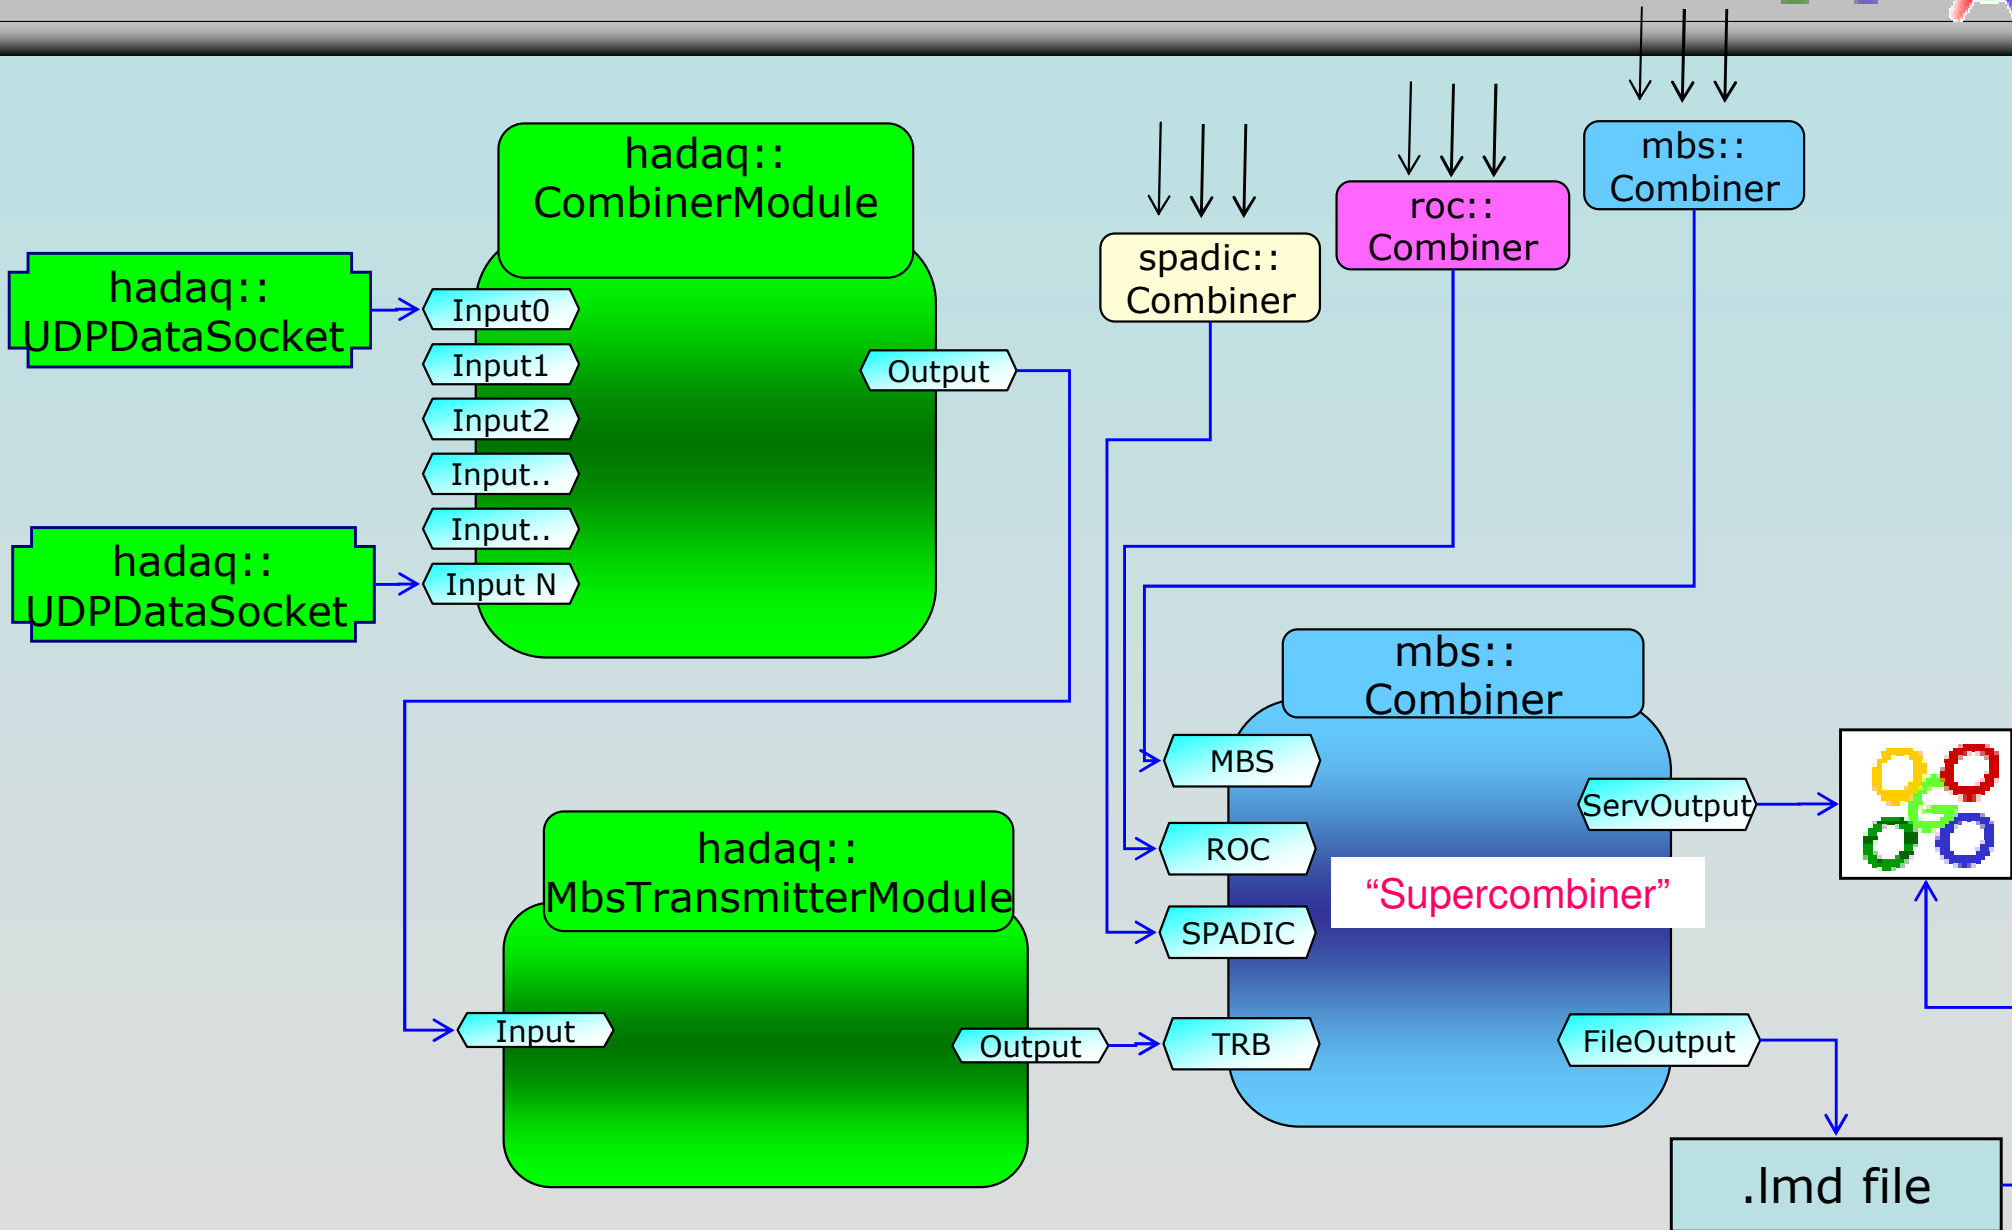 hadaq::
CombinerModule
hadaq::
UDPDataSocket
Input0
Input1
Input2
Input..
Input..
Input N
Output
hadaq::
UDPDataSocket
spadic::
Combiner
roc::
Combiner
mbs::
Combiner
hadaq::
MbsTransmitterModule
Input
Output
mbs::
Combiner
MBS
ROC
SPADIC
TRB
ServOutput
“Supercombiner”
FileOutput
G
.lmd file